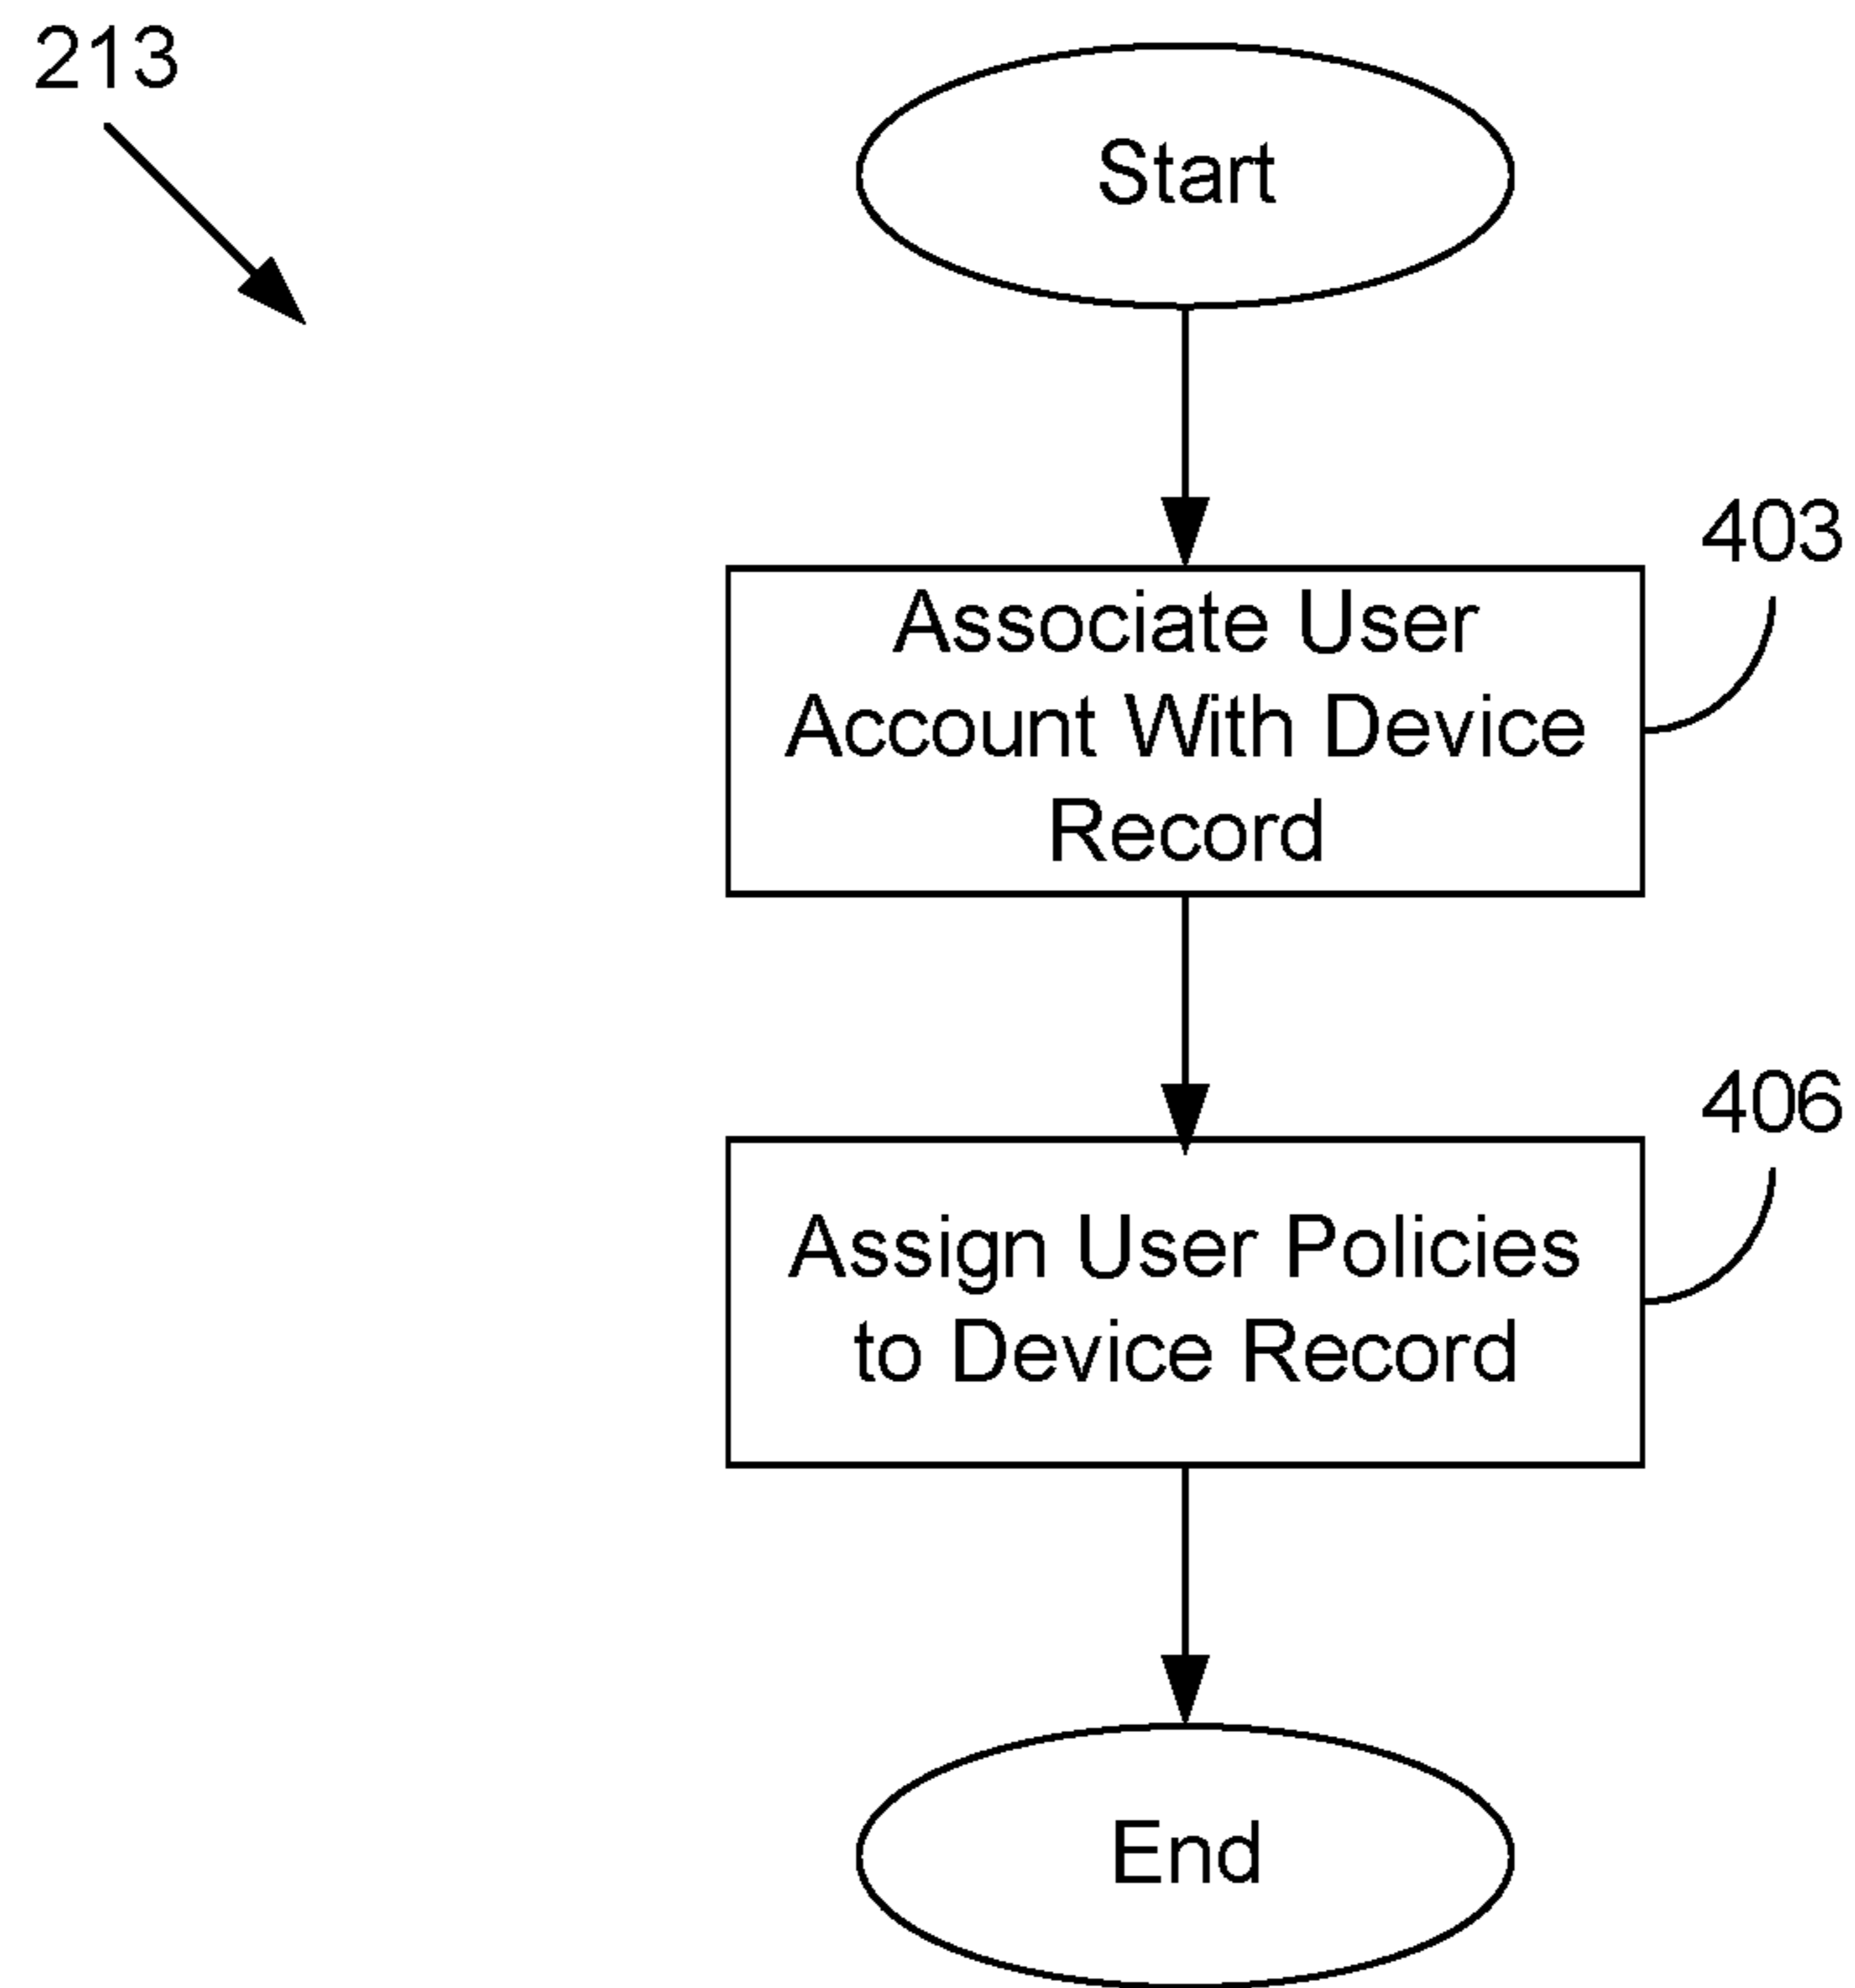 213
Start
403
Associate User
Account With Device
Record
406
Assign User Policies
to Device Record
End